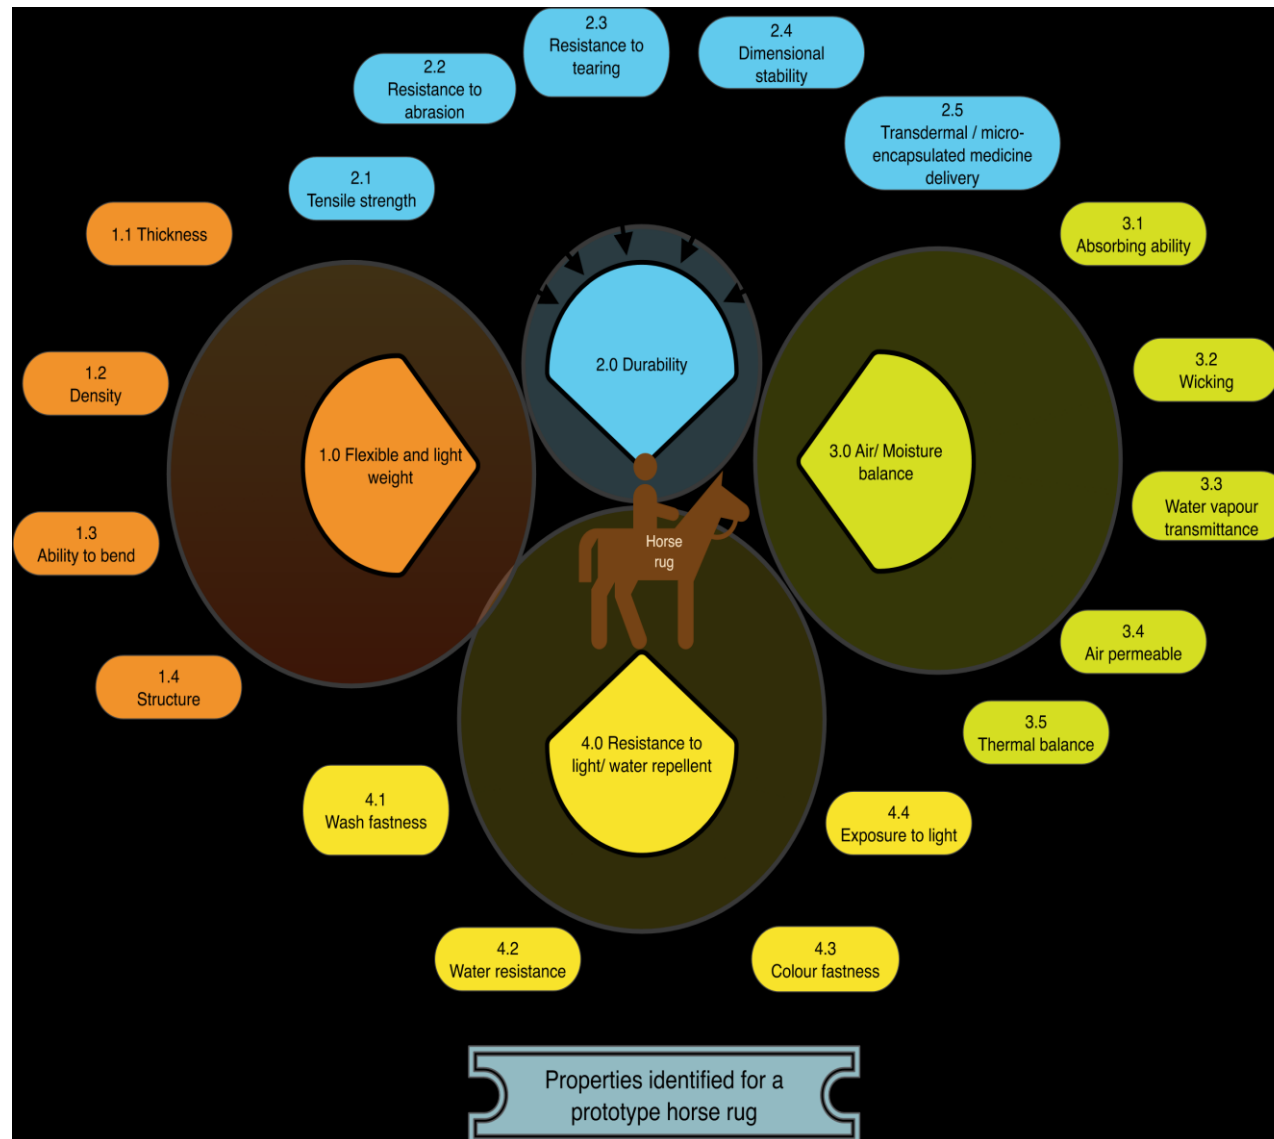 2.3
Resistance to
tearing
2.4
Dimensional
stability
2.2
Resistance to
abrasion
2.5
Transdermal / micro-
encapsulated medicine
delivery
2.1
Tensile strength
1.1 Thickness
3.1
Absorbing ability
1.2
Density
2.0 Durability
3.2
Wicking
1.0 Flexible and light
weight
3.0 Air/ Moisture
balance
3.3
Water vapour
transmittance
1.3
Ability to bend
Horse
rug
3.4
Air permeable
1.4
Structure
3.5
Thermal balance
4.0 Resistance to
light/ water repellent
4.1
Wash fastness
4.4
Exposure to light
4.2
Water resistance
4.3
Colour fastness
Properties identified for a
prototype horse rug